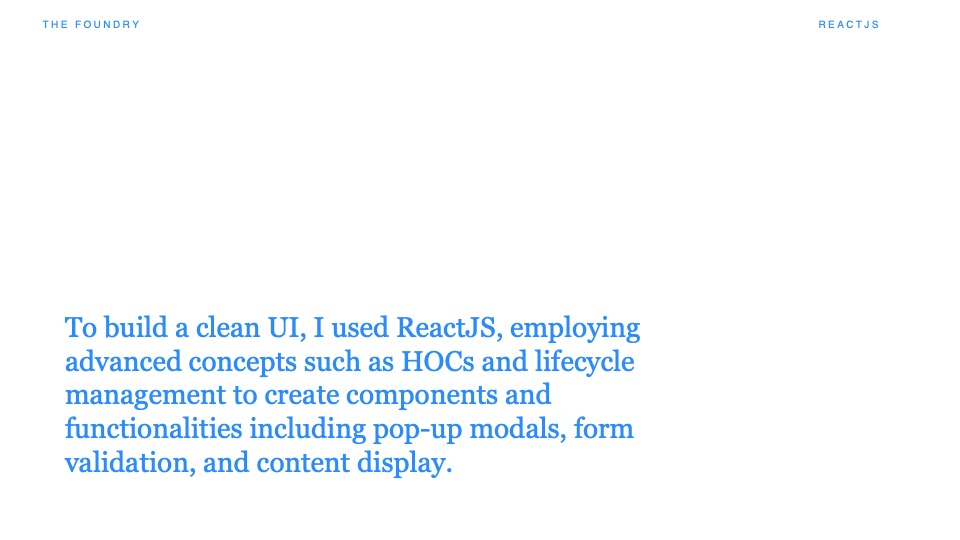 THE FOUNDRY
REACTJS
To build a clean UI, I used ReactJS, employing
advanced concepts such as HOCs and lifecycle
management to create components and
functionalities including pop-up modals, form
validation, and content display.